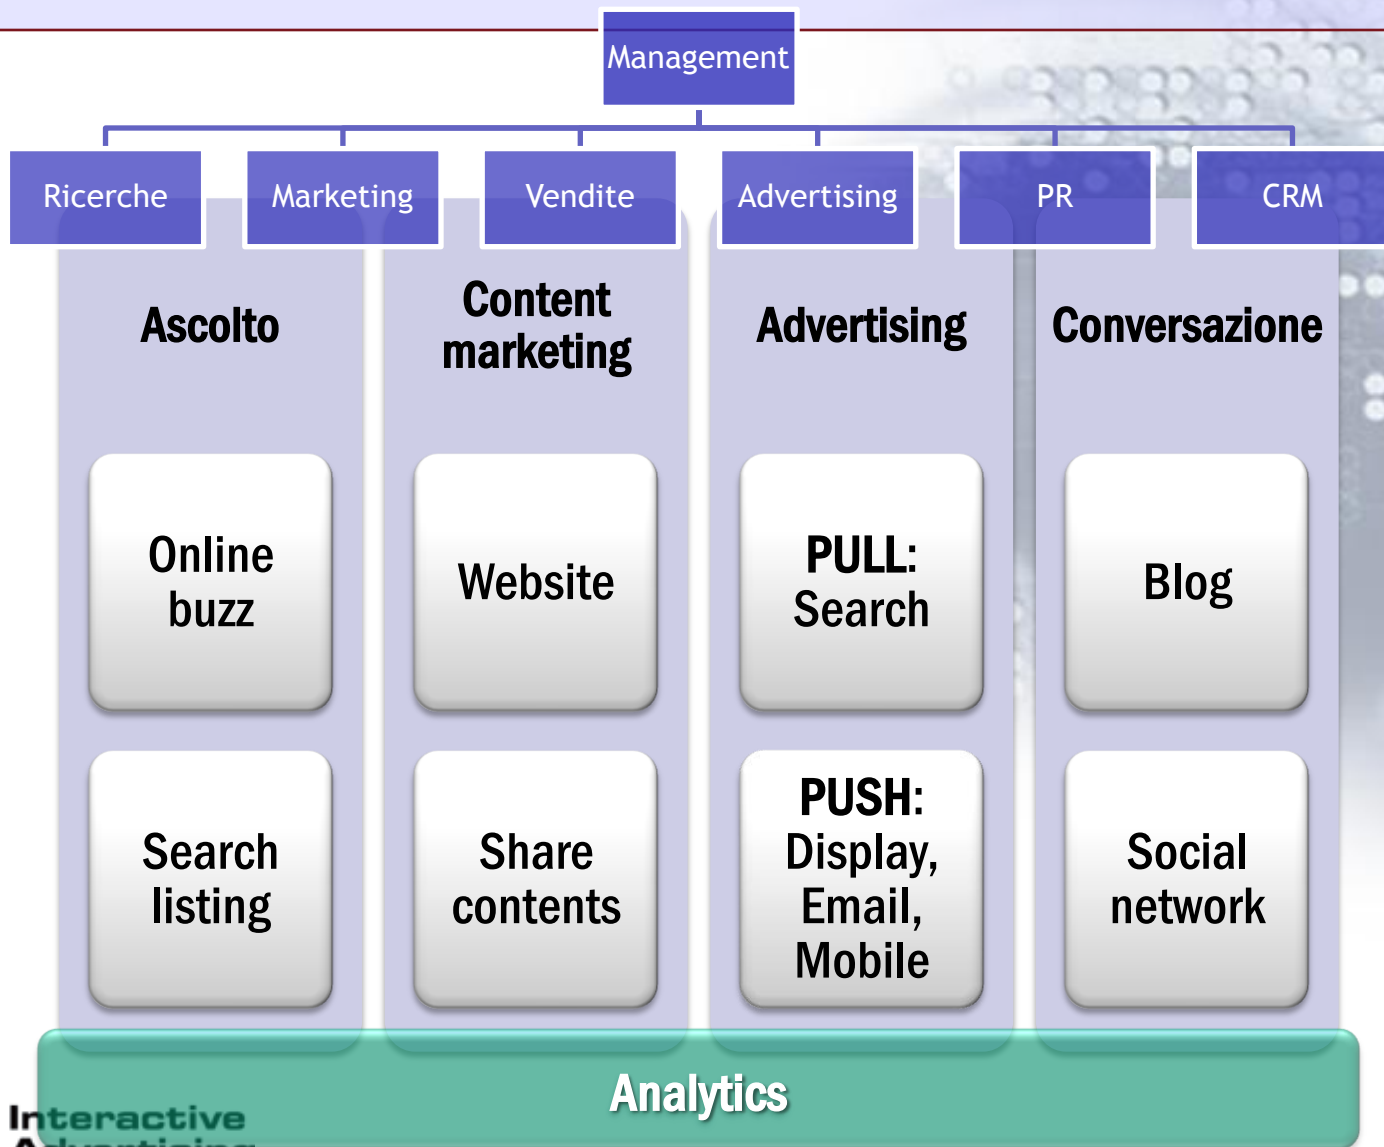 Management
Ricerche
Marketing
Vendite
Advertising
PR
CRM
Ascolto
Content
marketing
Advertising
Conversazione
Online
buzz
Website
PULL:
Search
Blog
Search
listing
Share
contents
PUSH:
Display,
Email,
Mobile
Social
network
Analytics
Interactive
Advertising